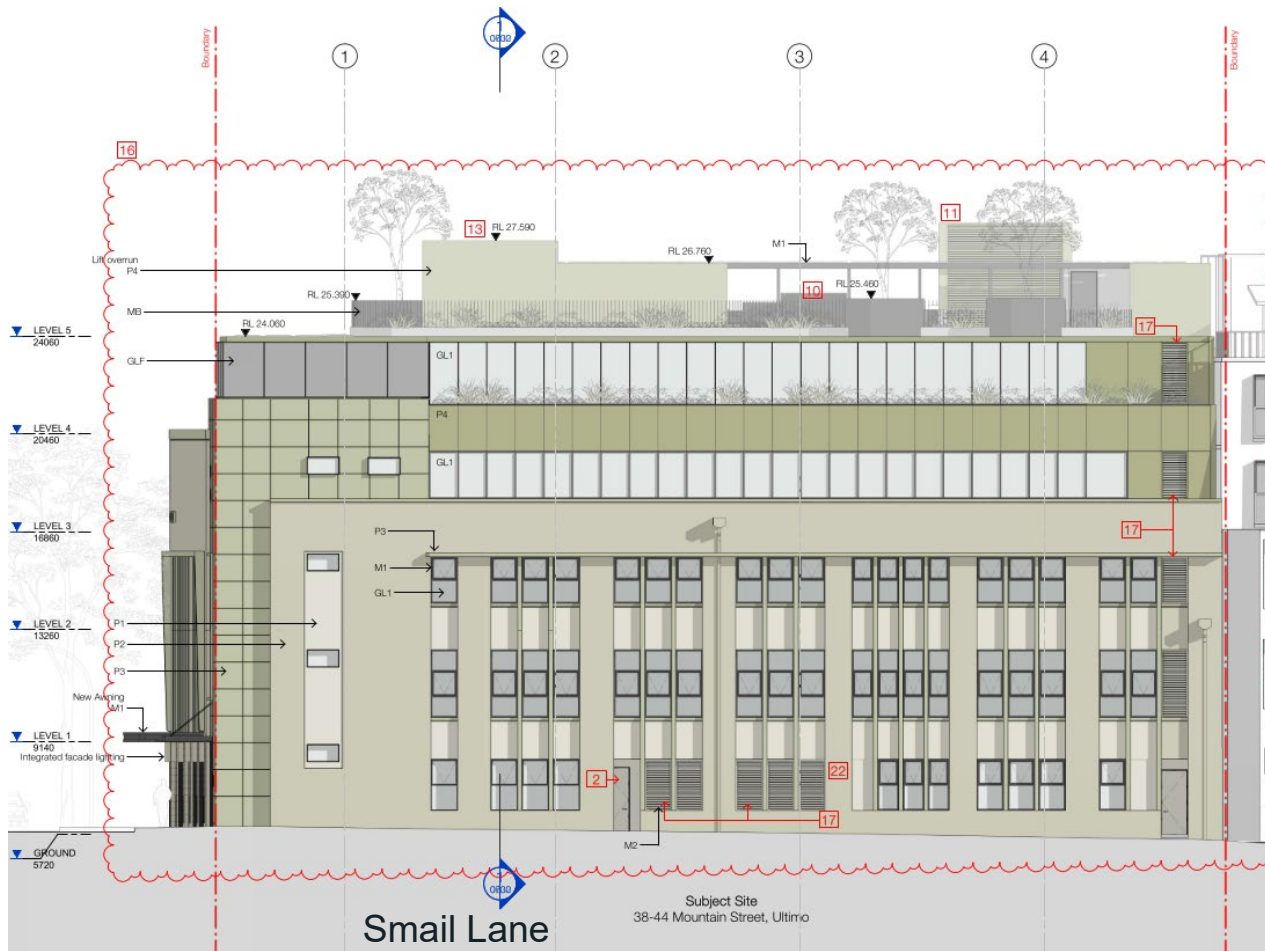 Boundary
1
2
3
4
Boundary
16
13
RL 27.590
11
M1
RL 26.760
Lift overrun
P4
RL 25.390
10
RL 25.460
MB
LEVEL 5
24060
RL 24.060
17
GLF
GL1
P4
LEVEL 4
20460
GL1
LEVEL 3
16860
P3
17
M1
GL1
LEVEL 2
13260
P1
P2
P3
New Awning
M1
LEVEL 1
9140
Integrated facade lighting
2
22
17
M2
GROUND
5720
Subject Site
38-44 Mountain Street, Ultimo
Smail Lane